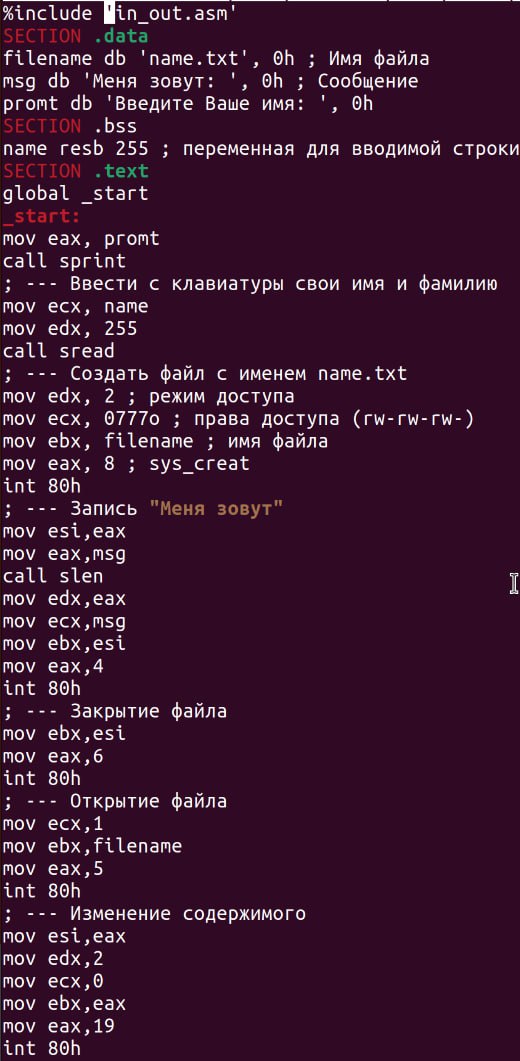 %include 'in_out.asm'
SECTION .data
filename db 'name.txt', 0h ; Имя файла
msg db 'Меня зовут: ', 0h ; Сообщение
promt db 'Введите Ваше имя: ', 0h
SECTION .bss
name resb 255 ; переменная для вводимой строки
SECTION .text
global _start
_start:
mov eax, promt
call sprint
; --- Ввести с клавиатуры свои имя и фамилию
mov ecx, name
mov edx, 255
call sread
; --- Создать файл с именем name.txt
mov edx, 2 ; режим доступа
mov ecx, 0777o ; права доступа (rw-rw-rw-)
mov ebx, filename ; имя файла
mov eax, 8 ; sys_creat
int 80h
; --- Запись "Меня зовут"
mov esi,eax
mov eax,msg
call slen
mov edx,eax
mov ecx,msg
mov ebx,esi
mov eax,4
int 80h
; --- Закрытие файла
mov ebx,esi
mov eax,6
int 80h
; --- Открытие файла
mov ecx,1
mov ebx,filename
mov eax,5
int 80h
; --- Изменение содержимого
mov esi,eax
mov edx,2
mov ecx,0
mov ebx,eax
mov eax,19
int 80h